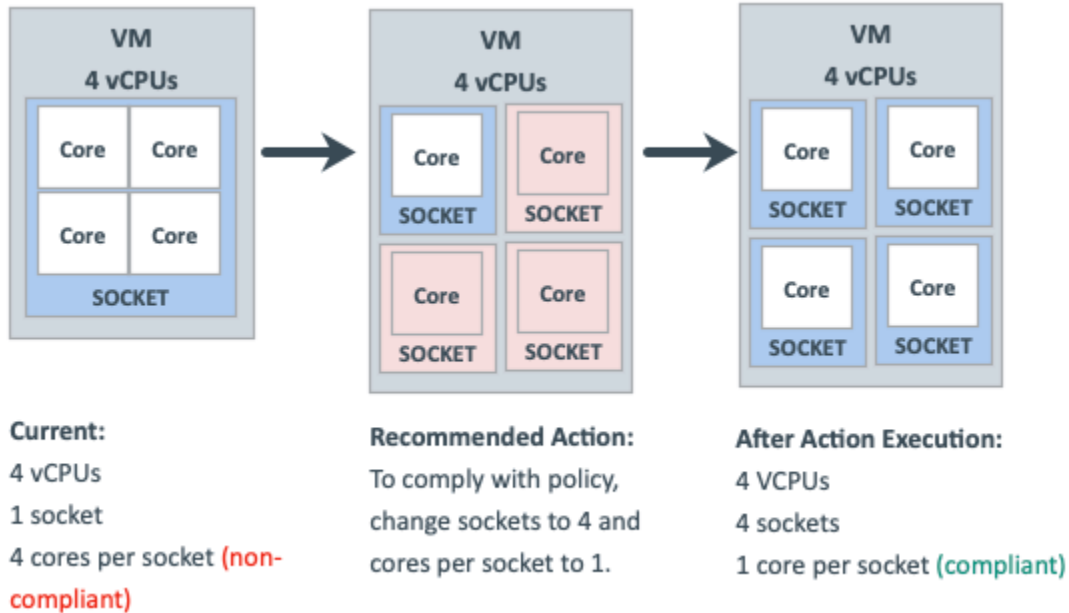 VM
4 vCPUs
Core
Core
Core
Core
SOCKET
VM
4 vCPUs
Core
SOCKET
Core
SOCKET
Core
SOCKET
Core
SOCKET
VM
4 vCPUs
Core
SOCKET
Core
SOCKET
Core
SOCKET
Core
SOCKET
Current:
4 vCPUs
1 socket
4 cores per socket (non-
compliant)
Recommended Action:
To comply with policy,
change sockets to 4 and
cores per socket to 1.
After Action Execution:
4 VCPUs
4 sockets
1 core per socket (compliant)